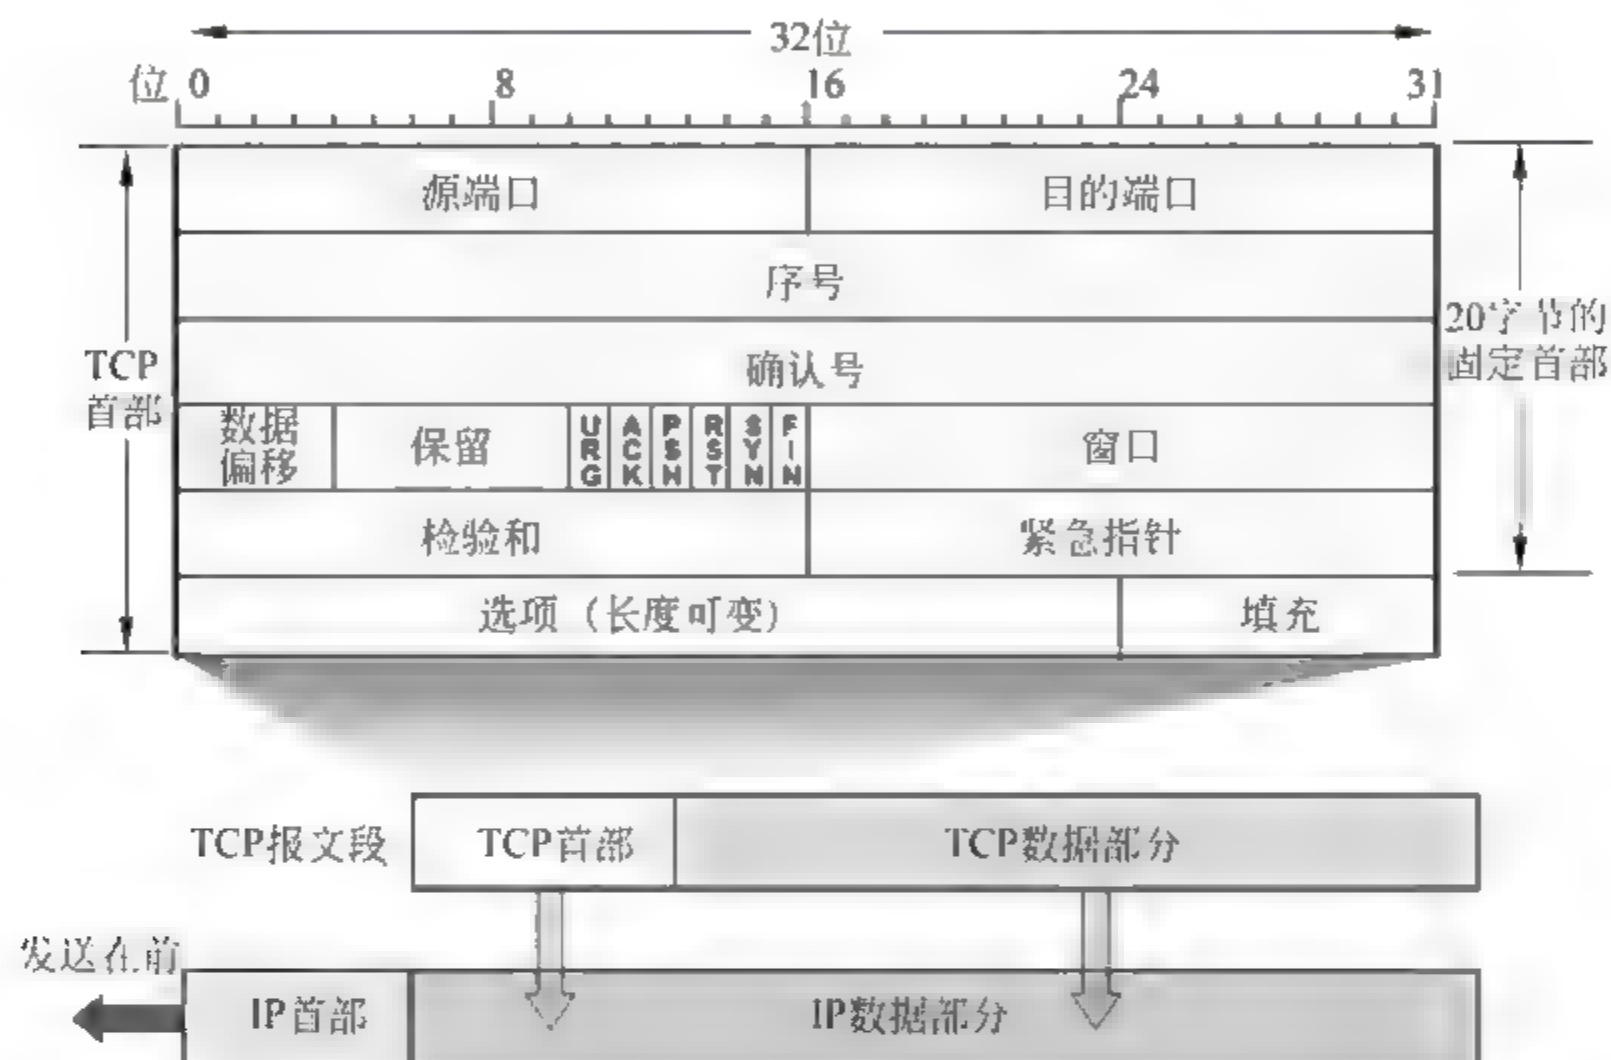 32位
位 0 8 16 24 31
源端口 目的端口
序号
20字节的
固定首部
TCP
首部
确认号
数据
偏移
保留
URG
ACK
PSH
RST
SYN
FIN
窗口
检验和 紧急指针
选项（长度可变） 填充
TCP报文段 TCP首部 TCP数据部分
发送在前
IP首部 IP数据部分